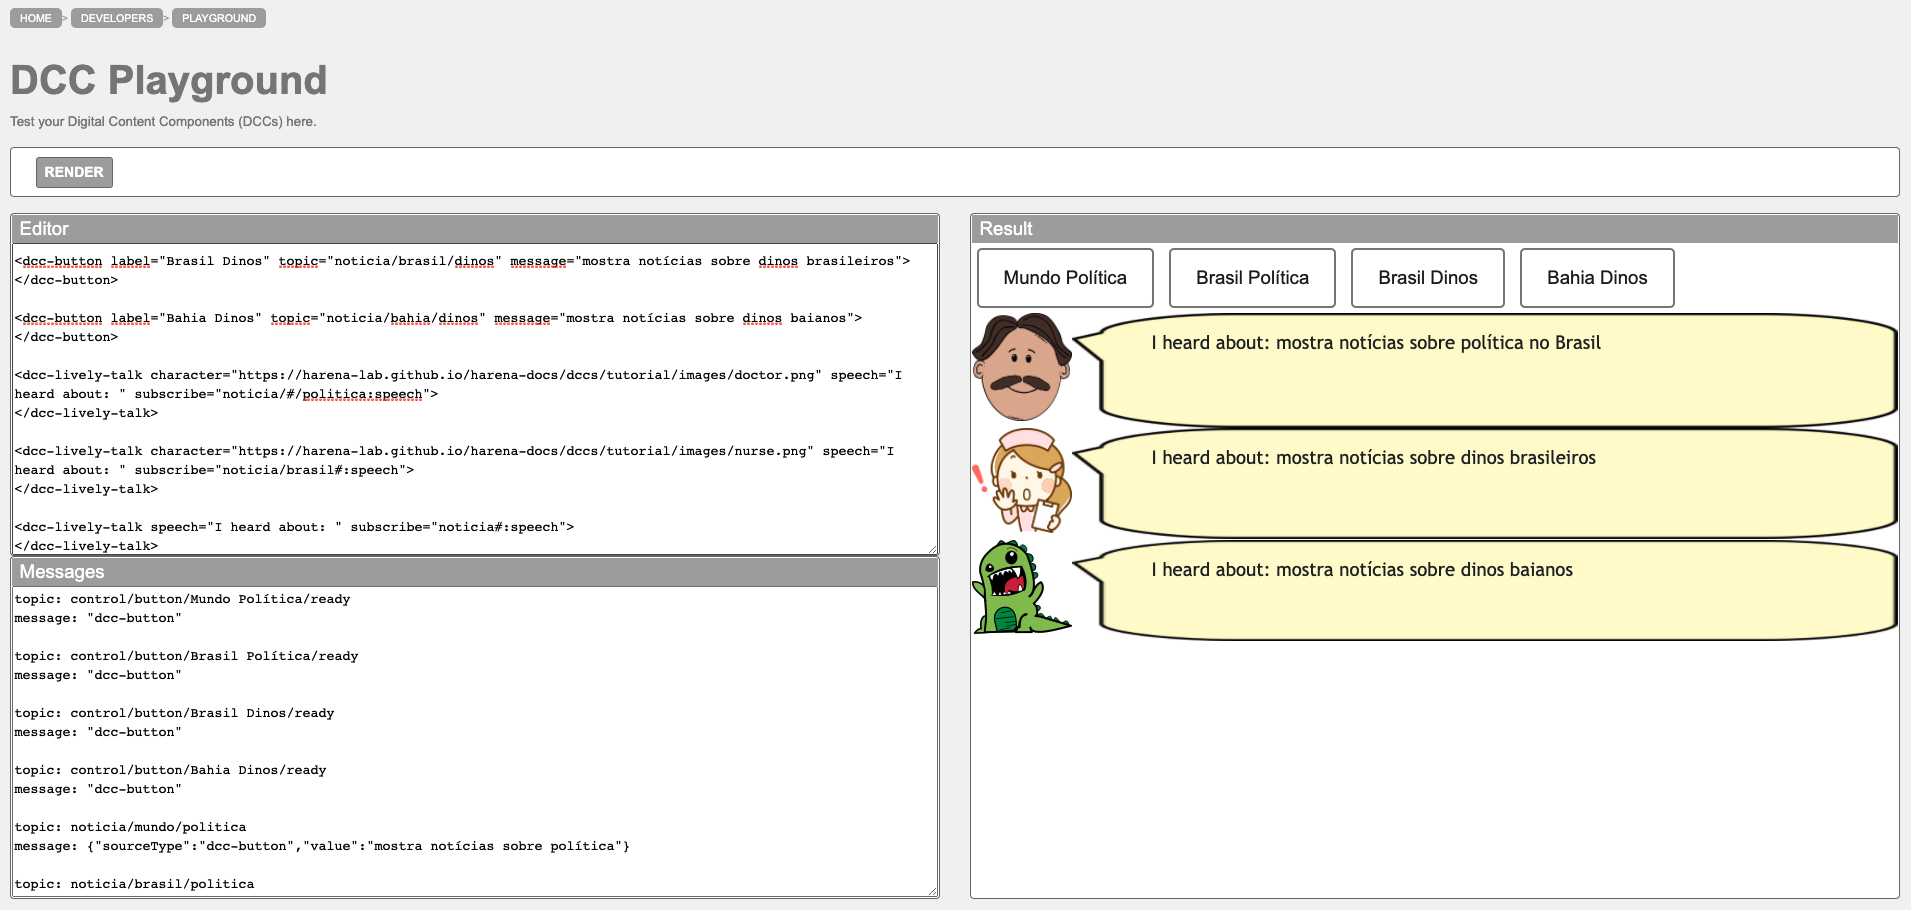 HOME > DEVELOPERS > PLAYGROUND
DCC Playground
Test your Digital Content Components (DCCs) here.
RENDER
Editor
<dcc-button label="Brasil Dinos" topic="noticia/brasil/dinos" message="mostra notícias sobre dinos brasileiros">
</dcc-button>
<dcc-button label="Bahia Dinos" topic="noticia/bahia/dinos" message="mostra notícias sobre dinos baianos">
</dcc-button>
<dcc-lively-talk character="https://harena-lab.github.io/harena-docs/dccs/tutorial/images/doctor.png" speech="I
heard about: " subscribe="noticia/#/politica:speech">
</dcc-lively-talk>
<dcc-lively-talk character="https://harena-lab.github.io/harena-docs/dccs/tutorial/images/nurse.png" speech="I
heard about: " subscribe="noticia/brasil#:speech">
</dcc-lively-talk>
<dcc-lively-talk speech="I heard about: " subscribe="noticia#:speech">
</dcc-lively-talk>
Messages
topic: control/button/Mundo Política/ready
message: "dcc-button"
topic: control/button/Brasil Política/ready
message: "dcc-button"
topic: control/button/Brasil Dinos/ready
message: "dcc-button"
topic: control/button/Bahia Dinos/ready
message: "dcc-button"
topic: noticia/mundo/politica
message: {"sourceType":"dcc-button","value":"mostra notícias sobre política"}
topic: noticia/brasil/politica
Result
Mundo Política
Brasil Política
Brasil Dinos
Bahia Dinos
I heard about: mostra notícias sobre política no Brasil
I heard about: mostra notícias sobre dinos brasileiros
I heard about: mostra notícias sobre dinos baianos